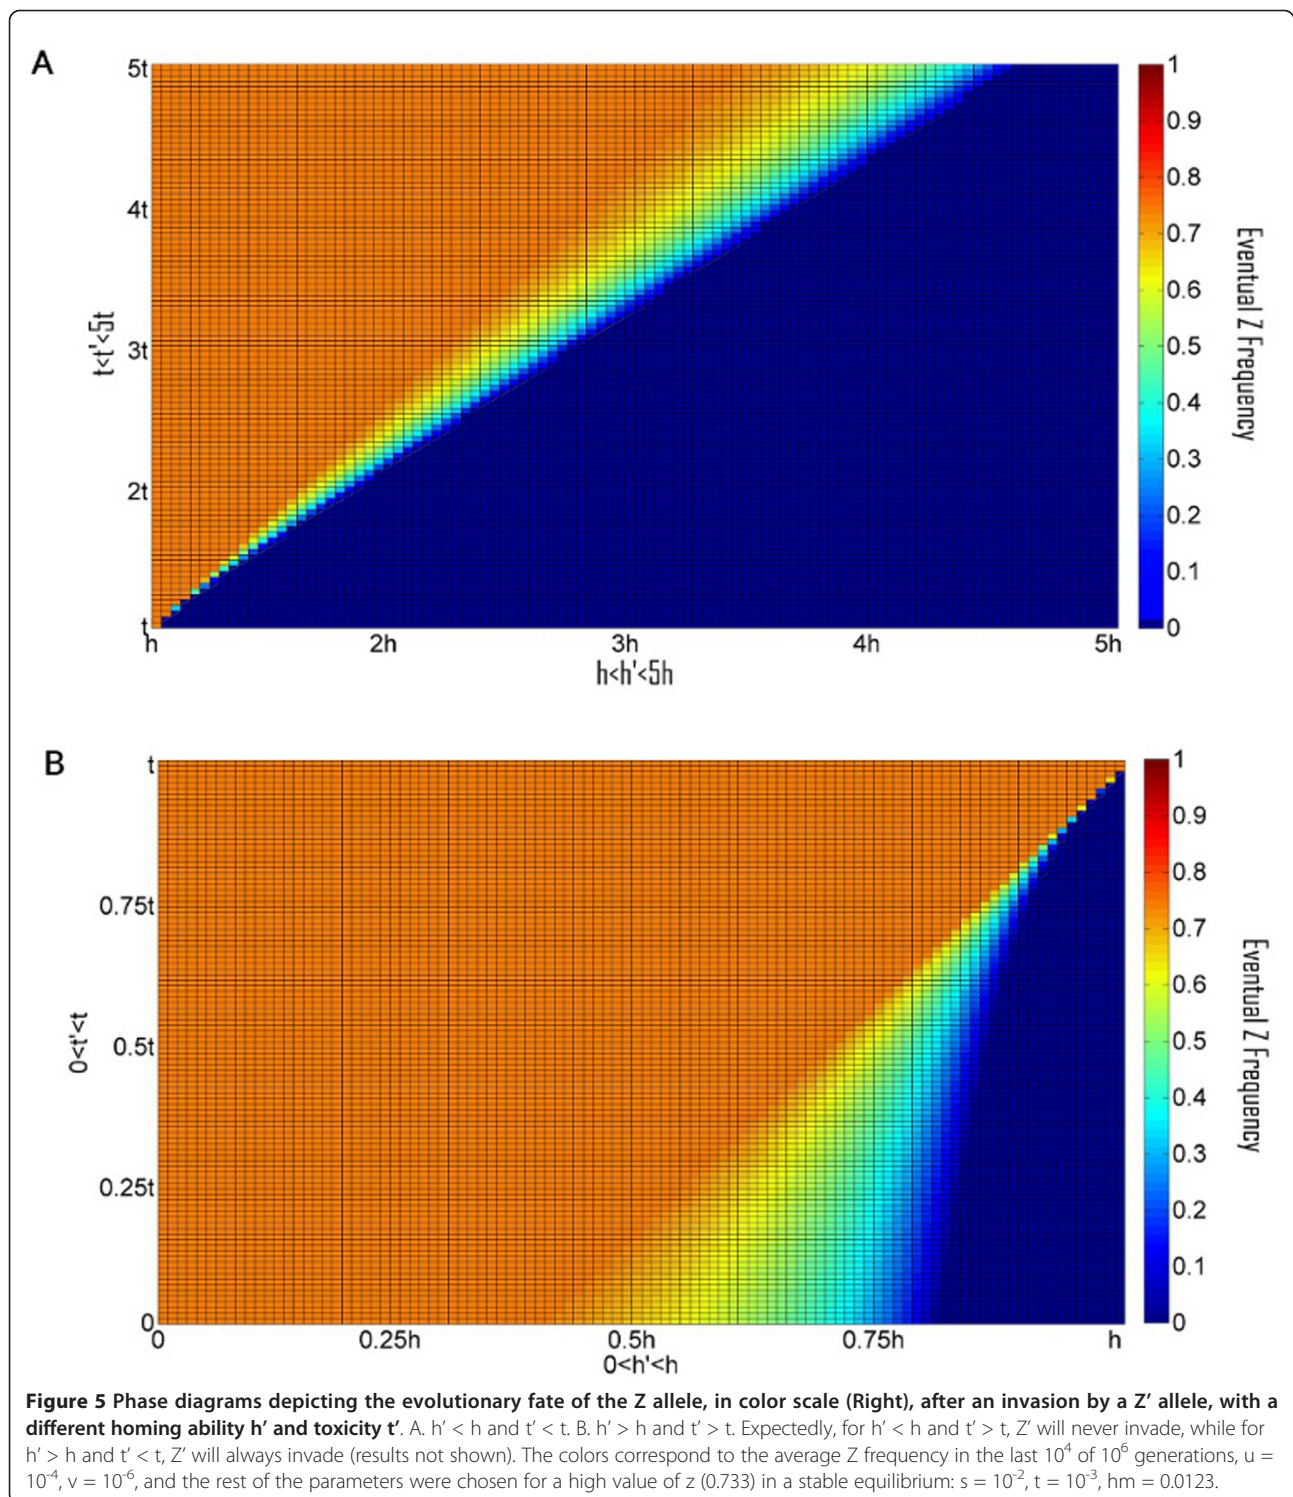 A
5t
4t
3t
2t
t
t<t'<5t
h
2h
3h
4h
5h
h<h'<5h
1
0.9
0.8
0.7
0.6
0.5
0.4
0.3
0.2
0.1
0
Eventual Z Frequency
B
t
0.75t
0.5t
0.25t
0
0<t'<t
0
0.25h
0.5h
0.75h
h
0<h'<h
1
0.9
0.8
0.7
0.6
0.5
0.4
0.3
0.2
0.1
0
Eventual Z Frequency
Figure 5 Phase diagrams depicting the evolutionary fate of the Z allele, in color scale (Right), after an invasion by a Z' allele, with a
different homing ability h' and toxicity t'. A. h' < h and t' < t. B. h' > h and t' > t. Expectedly, for h' < h and t' > t, Z' will never invade, while for
h' > h and t' < t, Z' will always invade (results not shown). The colors correspond to the average Z frequency in the last 10⁴ of 10⁶ generations, u =
10⁻⁴, v = 10⁻⁶, and the rest of the parameters were chosen for a high value of z (0.733) in a stable equilibrium: s = 10⁻², t = 10⁻³, hm = 0.0123.